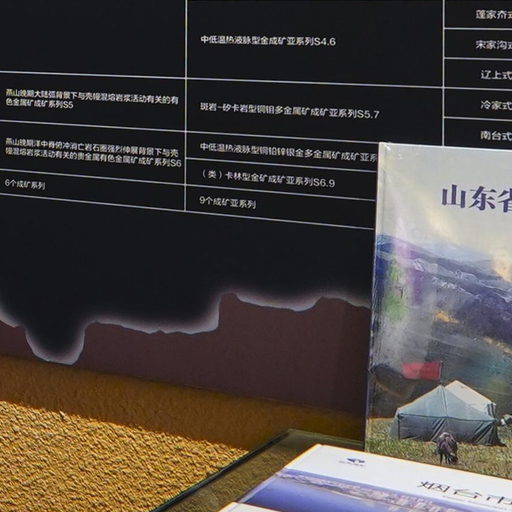 蓬家夼式
中低温热液脉型金成矿亚系列S4.6
宋家沟式
辽上式
燕山晚期大陆弧背景下与壳幔混熔岩浆活动有关的有
色金属矿成矿系列S5
斑岩-矽卡岩型铜钼多金属成矿亚系列S5.7
冷家式
南台式
燕山晚期洋中脊俯冲消亡岩石圈强烈伸展背景下与壳
幔混熔岩浆活动有关的贵金属有色金属矿成矿系列S6
中低温热液脉型铜铅锌银金多金属成矿亚系
（类）卡林型金矿成矿亚系列S6.9
6个成矿系列
9个成矿亚系列
山东省
烟台市